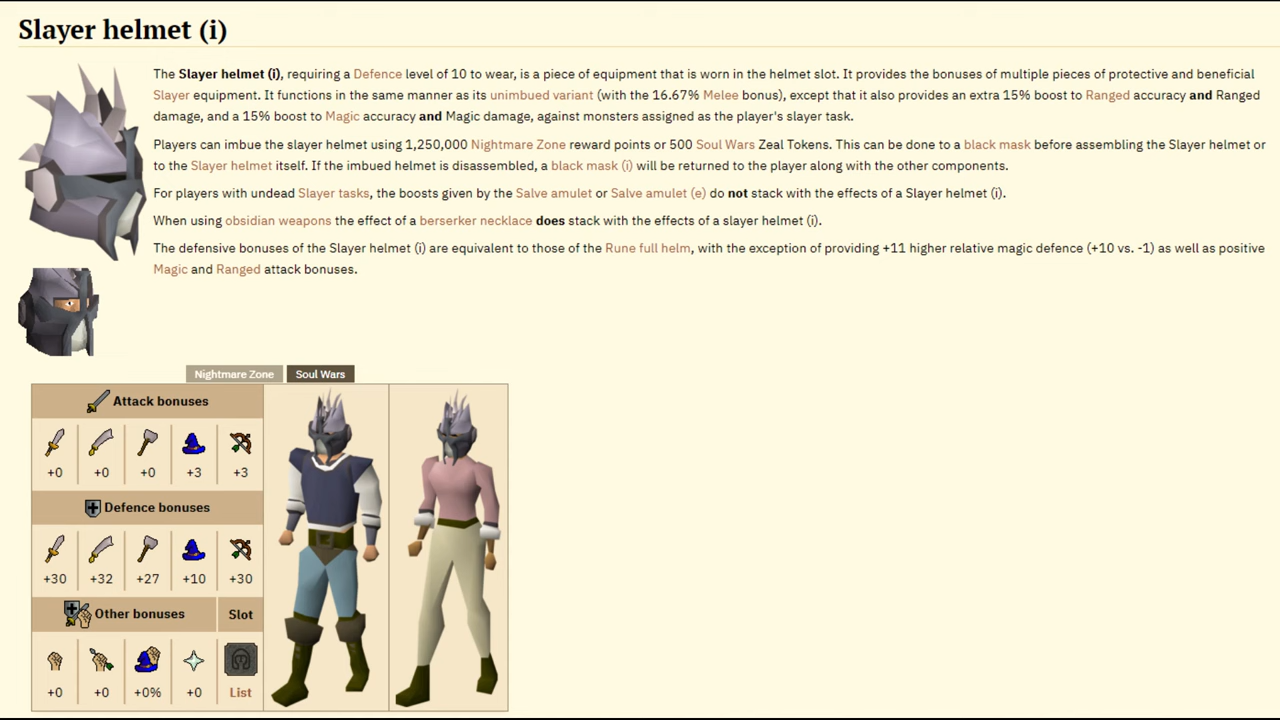 Slayer helmet (i)
The Slayer helmet (i), requiring a Defence level of 10 to wear, is a piece of equipment that is worn in the helmet slot. It provides the bonuses of multiple pieces of protective and beneficial
Slayer equipment. It functions in the same manner as its unimbued variant (with the 16.67% Melee bonus), except that it also provides an extra 15% boost to Ranged accuracy and Ranged
damage, and a 15% boost to Magic accuracy and Magic damage, against monsters assigned as the player's slayer task.
Players can imbue the slayer helmet using 1,250,000 Nightmare Zone reward points or 500 Soul Wars Zeal Tokens. This can be done to a black mask before assembling the Slayer helmet or
to the Slayer helmet itself. If the imbued helmet is disassembled, a black mask (i) will be returned to the player along with the other components.
For players with undead Slayer tasks, the boosts given by the Salve amulet or Salve amulet (e) do not stack with the effects of a Slayer helmet (i).
When using obsidian weapons the effect of a berserker necklace does stack with the effects of a slayer helmet (i).
The defensive bonuses of the Slayer helmet (i) are equivalent to those of the Rune full helm, with the exception of providing +11 higher relative magic defence (+10 vs. -1) as well as positive
Magic and Ranged attack bonuses.
Nightmare Zone Soul Wars
Attack bonuses
+0 +0 +0 +3 +3
Defence bonuses
+30 +32 +27 +10 +30
Other bonuses Slot
+0 +0 +0% +0 List